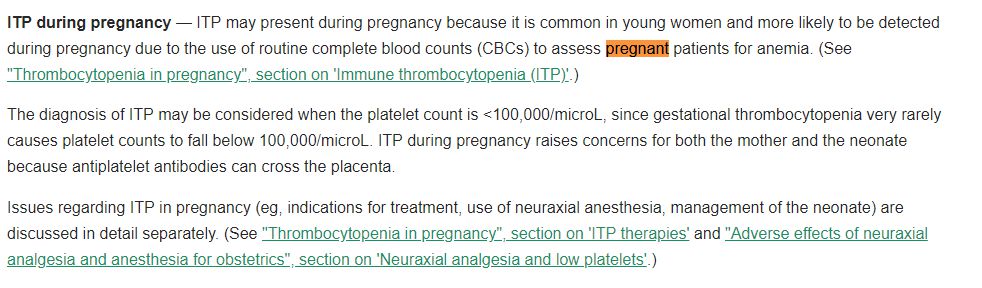 ITP during pregnancy — ITP may present during pregnancy because it is common in young women and more likely to be detected
during pregnancy due to the use of routine complete blood counts (CBCs) to assess pregnant patients for anemia. (See
"Thrombocytopenia in pregnancy", section on 'Immune thrombocytopenia (ITP)'.)
The diagnosis of ITP may be considered when the platelet count is <100,000/microL, since gestational thrombocytopenia very rarely
causes platelet counts to fall below 100,000/microL. ITP during pregnancy raises concerns for both the mother and the neonate
because antiplatelet antibodies can cross the placenta.
Issues regarding ITP in pregnancy (eg, indications for treatment, use of neuraxial anesthesia, management of the neonate) are
discussed in detail separately. (See "Thrombocytopenia in pregnancy", section on 'ITP therapies' and "Adverse effects of neuraxial
analgesia and anesthesia for obstetrics", section on 'Neuraxial analgesia and low platelets'.)